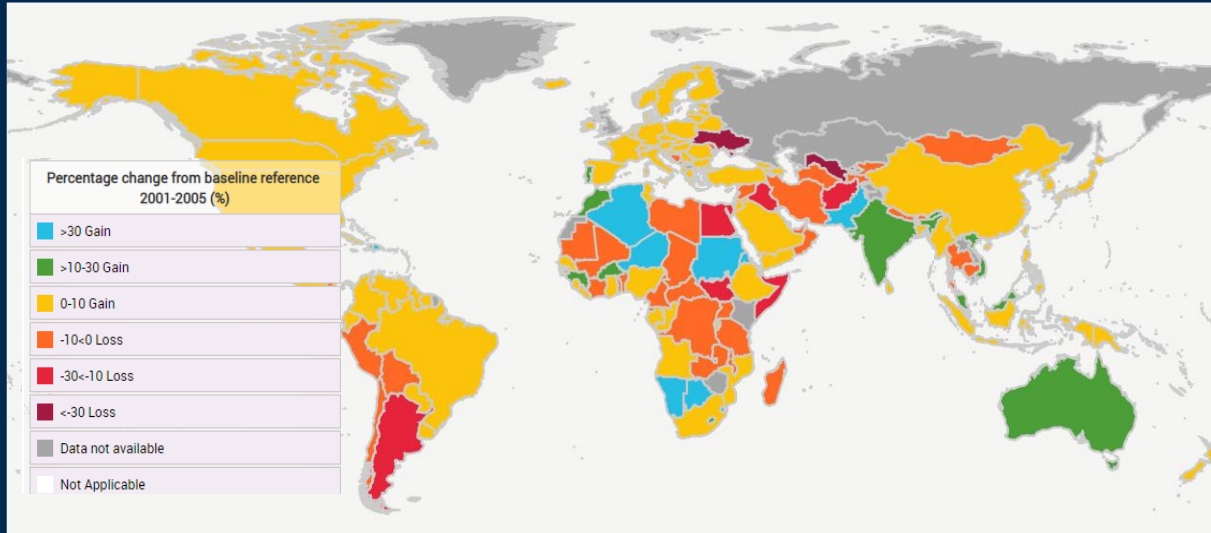 Percentage change from baseline reference
2001-2005 (%)
>30 Gain
>10-30 Gain
0-10 Gain
-10<0 Loss
-30<-10 Loss
<-30 Loss
Data not available
Not Applicable